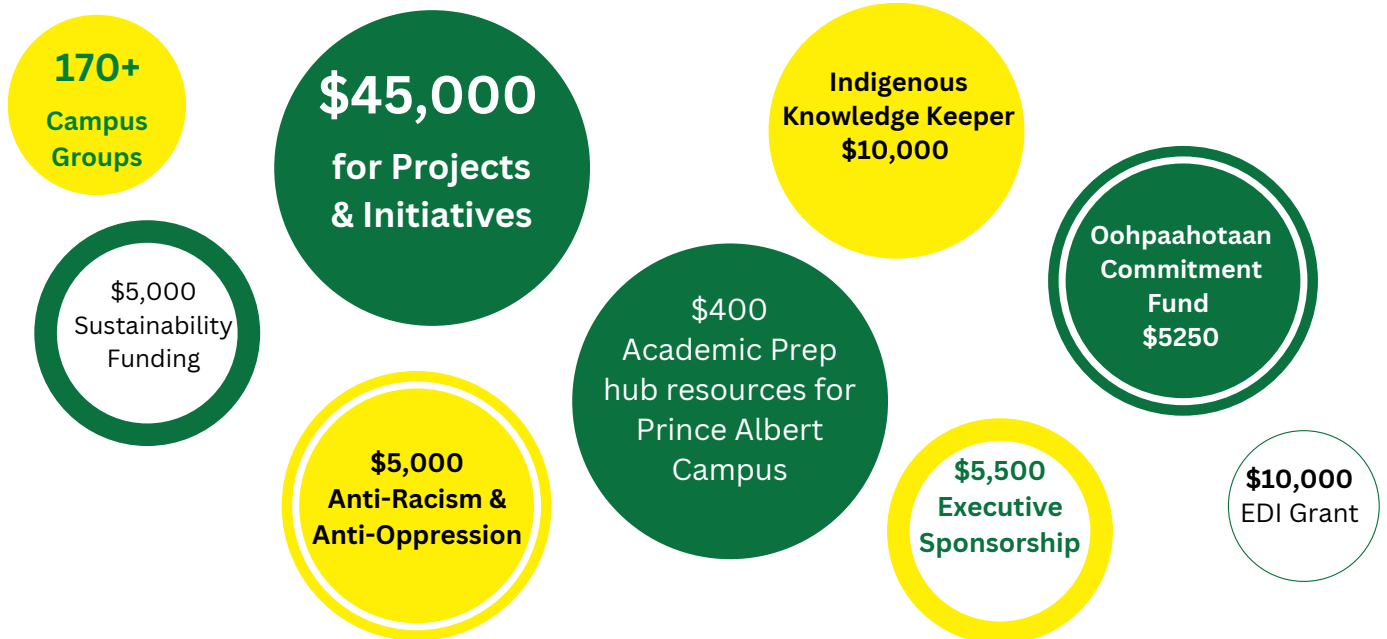 170+
Campus
Groups
$45,000
for Projects
& Initiatives
Indigenous
Knowledge Keeper
$10,000
Oohpaahotaan
Commitment
Fund
$5250
$5,000
Sustainability
Funding
$400
Academic Prep
hub resources for
Prince Albert
Campus
$5,000
Anti-Racism &
Anti-Oppression
$5,500
Executive
Sponsorship
$10,000
EDI Grant